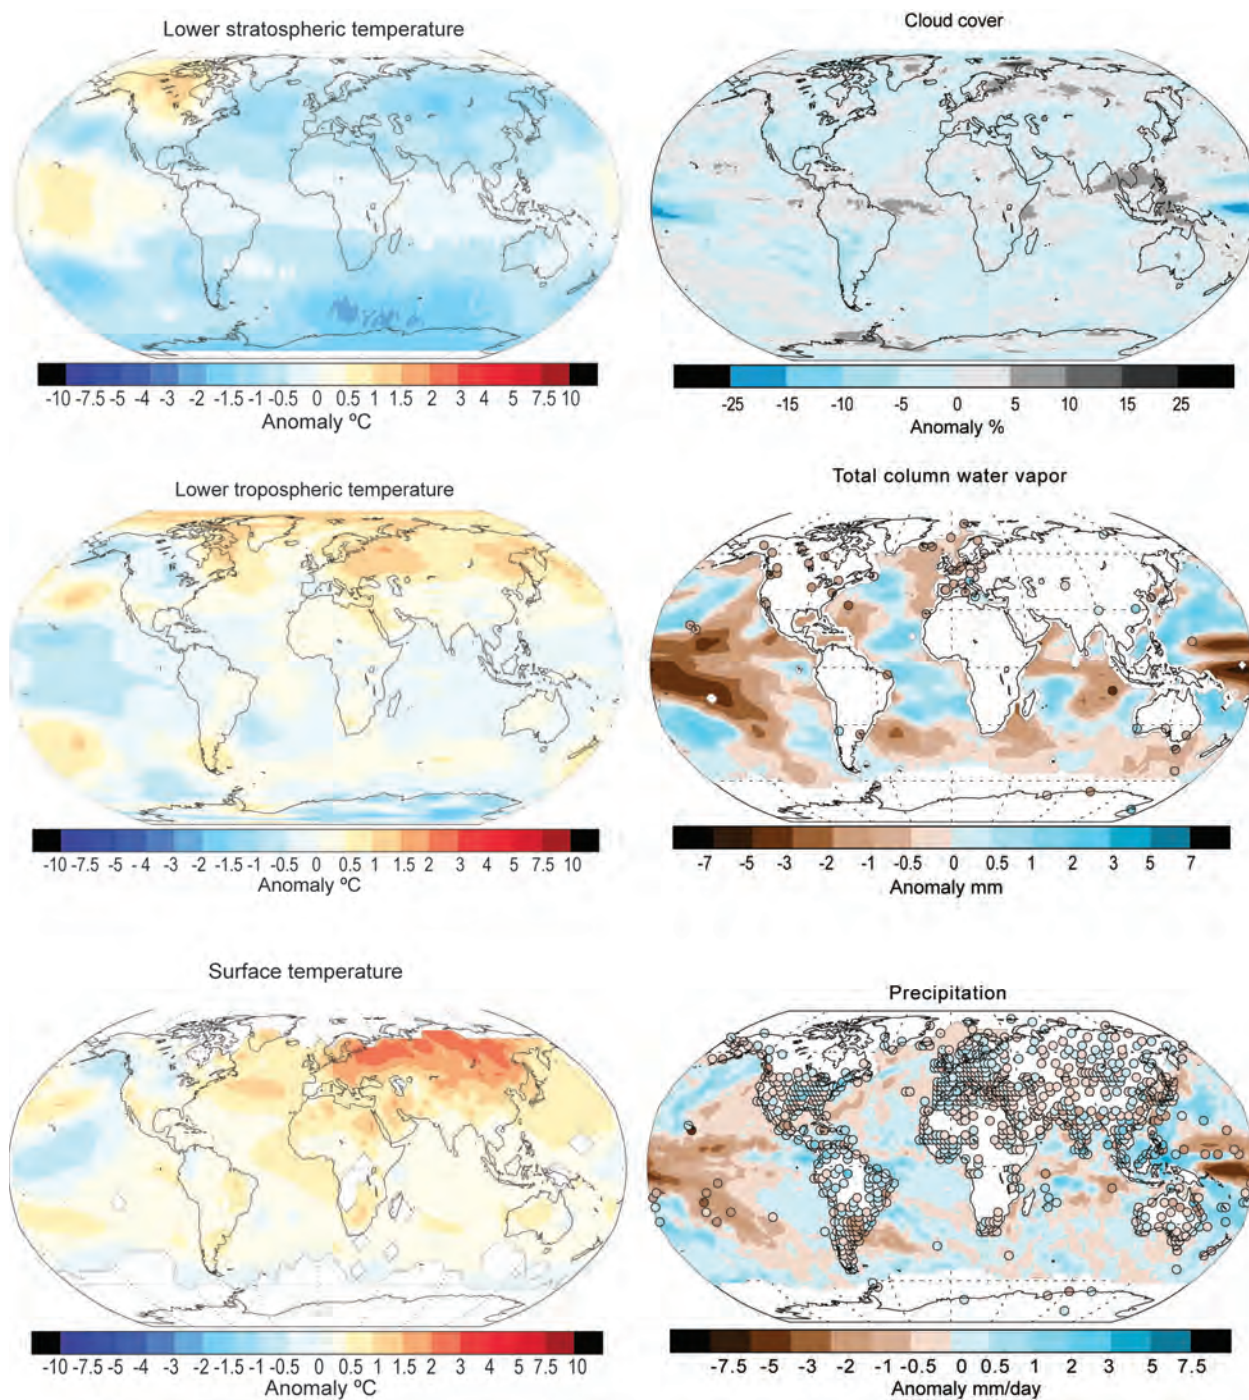 Lower stratospheric temperature
-10 -7.5 -5 -4 -3 -2 -1.5 -1 -0.5 0 0.5 1 1.5 2 3 4 5 7.5 10
Anomaly ºC
Cloud cover
-25 -15 -10 -5 0 5 10 15 25
Anomaly %
Lower tropospheric temperature
-10 -7.5 -5 -4 -3 -2 -1.5 -1 -0.5 0 0.5 1 1.5 2 3 4 5 7.5 10
Anomaly ºC
Total column water vapor
-7 -5 -3 -2 -1 -0.5 0 0.5 1 2 3 5 7
Anomaly mm
Surface temperature
-10 -7.5 -5 -4 -3 -2 -1.5 -1 -0.5 0 0.5 1 1.5 2 3 4 5 7.5 10
Anomaly ºC
Precipitation
-7.5 -5 -3 -2 -1 0 0.5 1 2 3 5 7.5
Anomaly mm/day